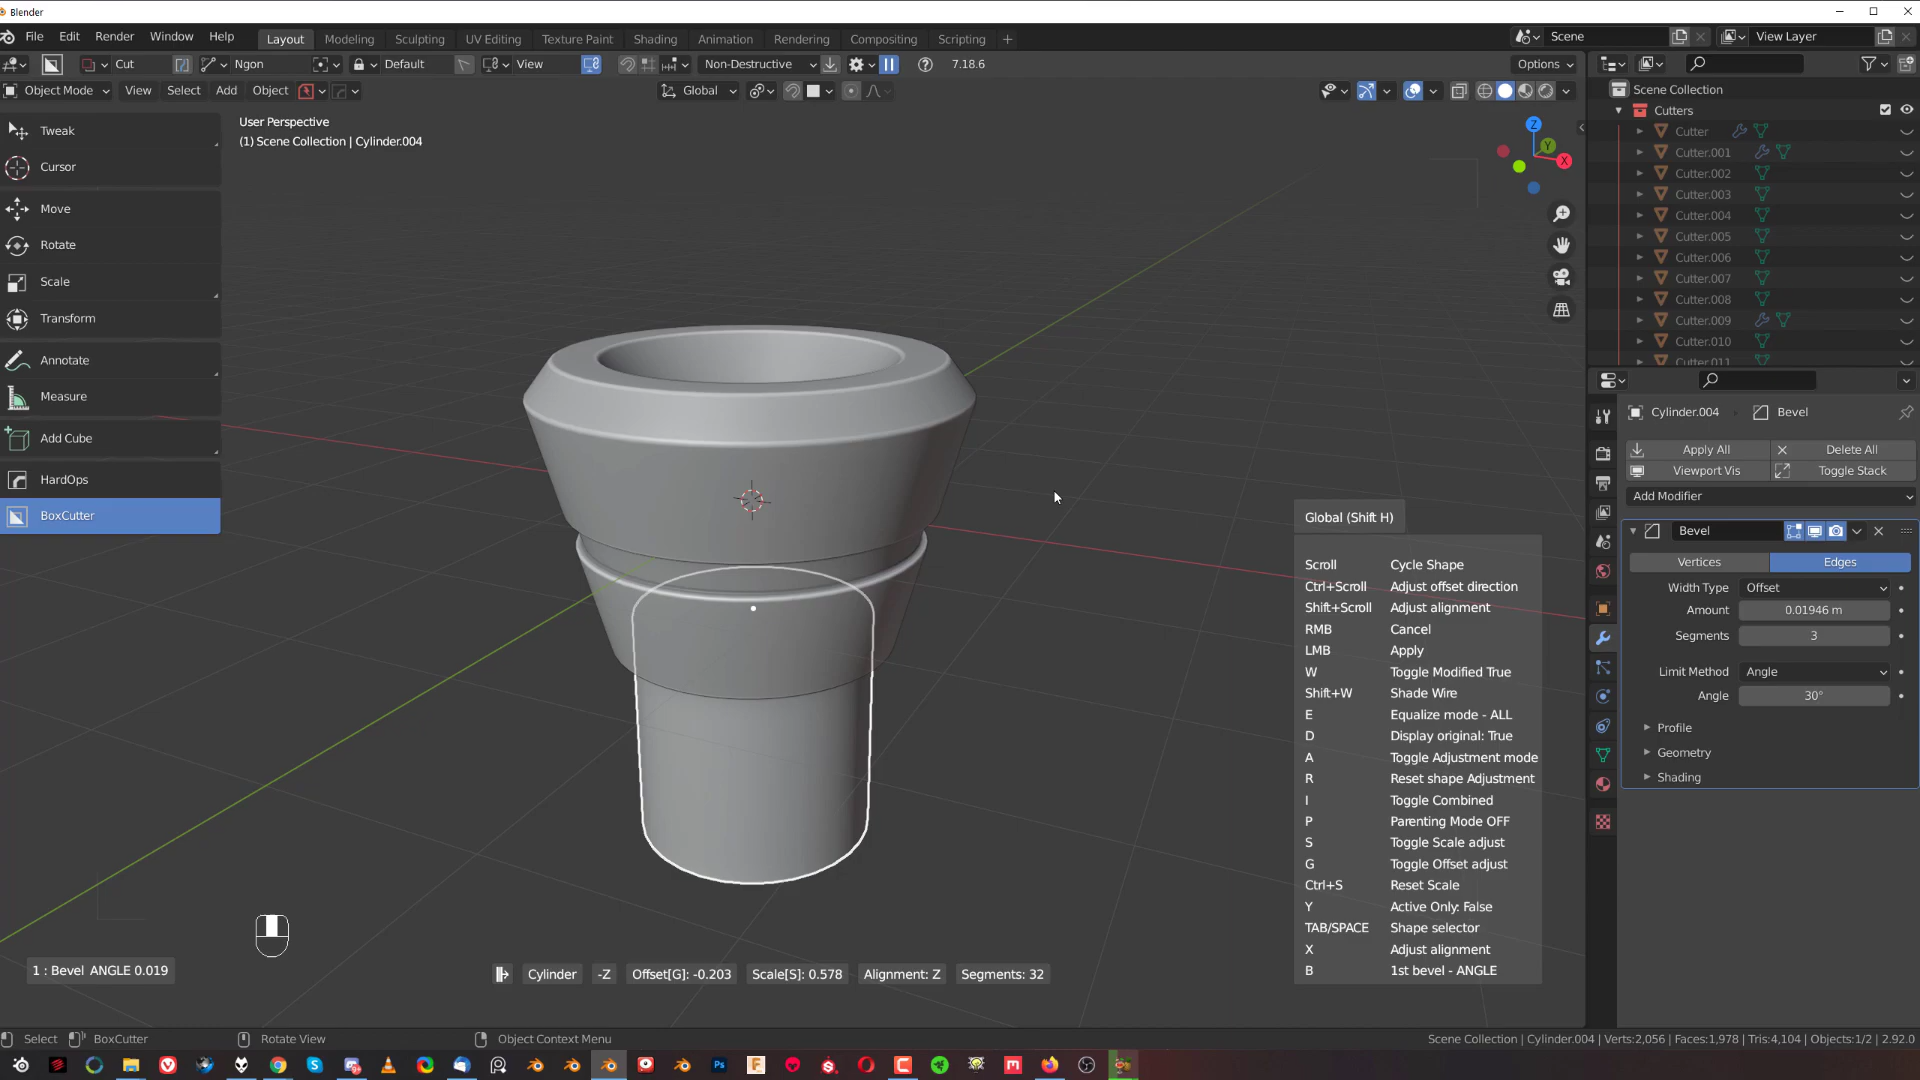 Blender
File Edit Render Window Help Layout Modeling Sculpting UV Editing Texture Paint Shading Animation Rendering Compositing Scripting + Scene View Layer
Cut Ngon Default View Non-Destructive 7.18.6 Options
Object Mode View Select Add Object Global
Scene Collection
Cutters
Cutter
Cutter.001
Cutter.002
Cutter.003
Cutter.004
Cutter.005
Cutter.006
Cutter.007
Cutter.008
Cutter.009
Cutter.010
Cutter.011
Tweak
Cursor
Move
Rotate
Scale
Transform
Annotate
Measure
Add Cube
HardOps
BoxCutter
User Perspective
(1) Scene Collection | Cylinder.004
Z
Y
X
Cylinder.004 Bevel
Apply All Delete All
Viewport Vis Toggle Stack
Add Modifier
Bevel
Vertices Edges
Width Type Offset
Amount 0.01946 m
Segments 3
Limit Method Angle
Angle 30°
Profile
Geometry
Shading
Global (Shift H)
Scroll Cycle Shape
Ctrl+Scroll Adjust offset direction
Shift+Scroll Adjust alignment
RMB Cancel
LMB Apply
W Toggle Modified True
Shift+W Shade Wire
E Equalize mode - ALL
D Display original: True
A Toggle Adjustment mode
R Reset shape Adjustment
I Toggle Combined
P Parenting Mode OFF
S Toggle Scale adjust
G Toggle Offset adjust
Ctrl+S Reset Scale
Y Active Only: False
TAB/SPACE Shape selector
X Adjust alignment
B 1st bevel - ANGLE
1 : Bevel ANGLE 0.019
Cylinder -Z Offset[G]: -0.203 Scale[S]: 0.578 Alignment: Z Segments: 32
Select BoxCutter Rotate View Object Context Menu
Scene Collection | Cylinder.004 | Verts:2,056 | Faces:1,978 | Tris:4,104 | Objects:1/2 | 2.92.0